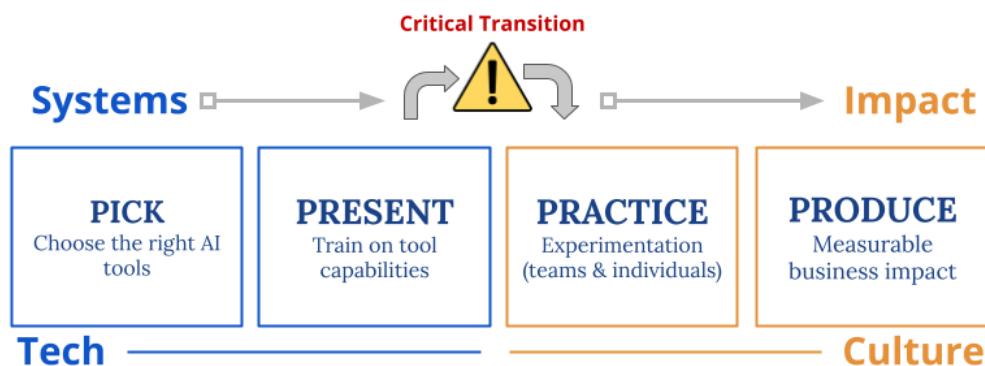 Critical Transition
Systems
!
Impact
PICK
Choose the right AI
tools
PRESENT
Train on tool
capabilities
PRACTICE
Experimentation
(teams & individuals)
PRODUCE
Measurable
business impact
Tech
Culture